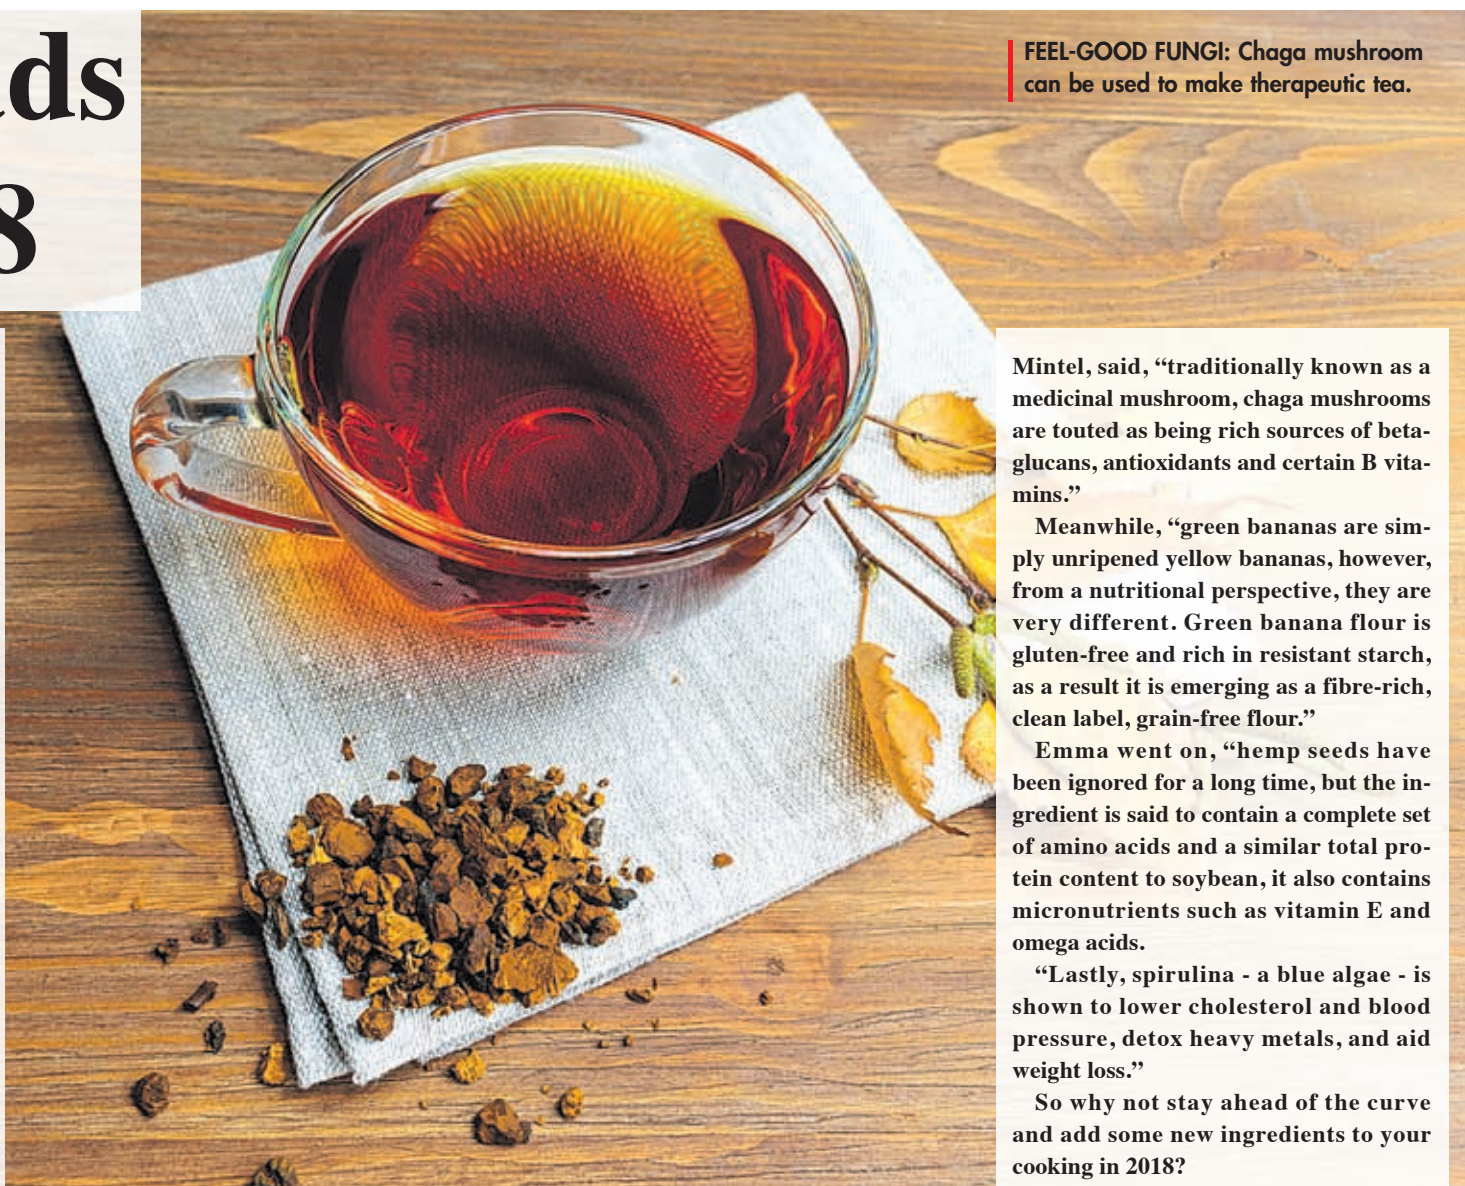 ds
8
FEEL-GOOD FUNGI: Chaga mushroom
can be used to make therapeutic tea.
Mintel, said, “traditionally known as a
medicinal mushroom, chaga mushrooms
are touted as being rich sources of beta-
glucans, antioxidants and certain B vita-
mins.”
Meanwhile, “green bananas are sim-
ply unripened yellow bananas, however,
from a nutritional perspective, they are
very different. Green banana flour is
gluten-free and rich in resistant starch,
as a result it is emerging as a fibre-rich,
clean label, grain-free flour.”
Emma went on, “hemp seeds have
been ignored for a long time, but the in-
gredient is said to contain a complete set
of amino acids and a similar total pro-
tein content to soybean, it also contains
micronutrients such as vitamin E and
omega acids.
“Lastly, spirulina - a blue algae - is
shown to lower cholesterol and blood
pressure, detox heavy metals, and aid
weight loss.”
So why not stay ahead of the curve
and add some new ingredients to your
cooking in 2018?